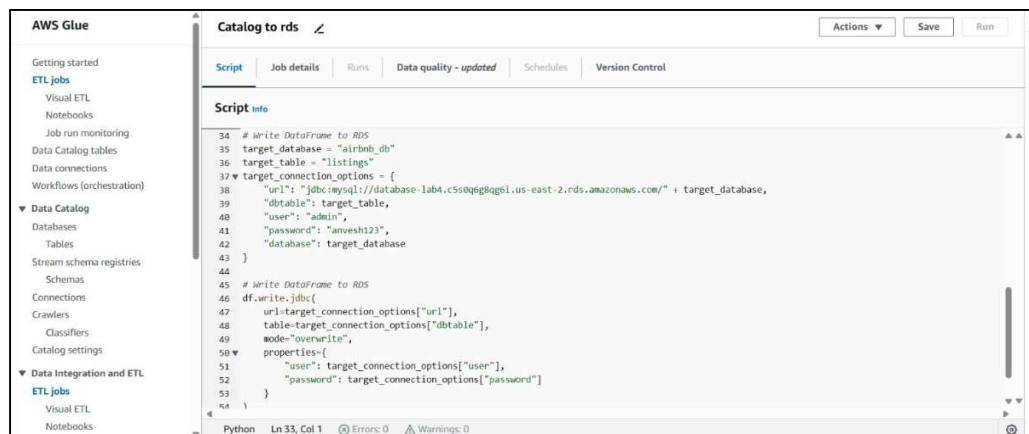 AWS Glue
Getting started
ETL jobs
Visual ETL
Notebooks
Job run monitoring
Data Catalog tables
Data connections
Workflows (orchestration)
Data Catalog
Databases
Tables
Stream schema registries
Schemas
Connections
Crawlers
Classifiers
Catalog settings
Data Integration and ETL
ETL jobs
Visual ETL
Notebooks
Catalog to rds
Actions ▼ Save Run
Script Job details Runs Data quality - updated Schedules Version Control
Script Info
34 # Write DataFrame to RDS
35 target_database = "airbnb_db"
36 target_table = "listings"
37 target_connection_options = {
38 "url": "jdbc:mysql://database-lab4.c5s0q6g8qg6i.us-east-2.rds.amazonaws.com/" + target_database,
39 "dbtable": target_table,
40 "user": "admin",
41 "password": "anvesh123",
42 "database": target_database
43 }
44
45 # Write DataFrame to RDS
46 df.write.jdbc(
47 url=target_connection_options["url"],
48 table=target_connection_options["dbtable"],
49 mode="overwrite",
50 properties={
51 "user": target_connection_options["user"],
52 "password": target_connection_options["password"]
53 }
54 )
Python Ln 33, Col 1 Errors: 0 Warnings: 0